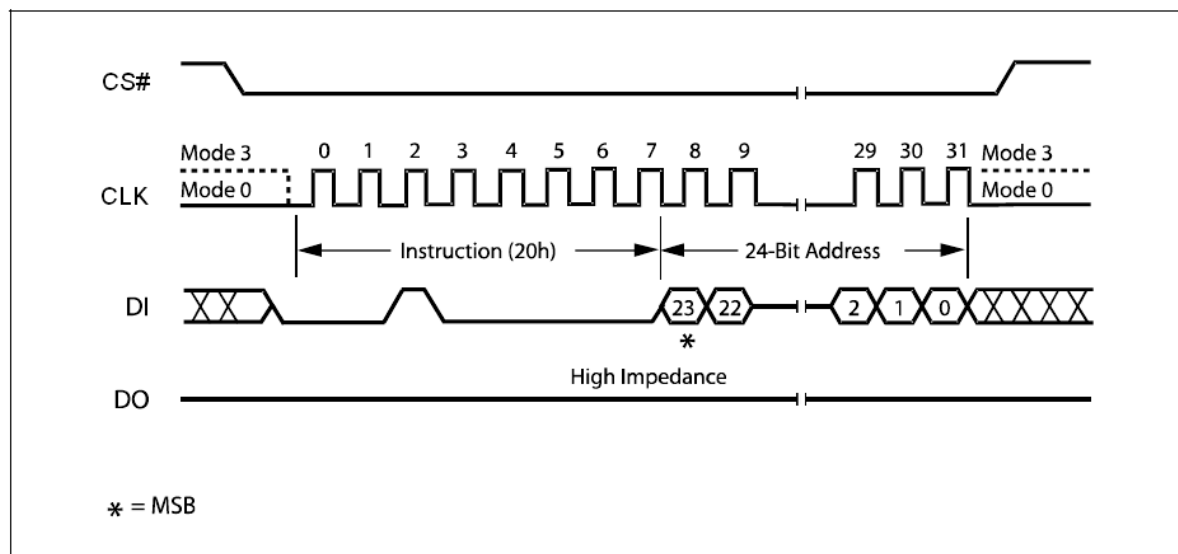 CS#
Mode 3 0 1 2 3 4 5 6 7 8 9 29 30 31 Mode 3
CLK Mode 0 Mode 0
Instruction (20h) 24-Bit Address
DI 23 22 2 1 0
*
High Impedance
DO
* = MSB